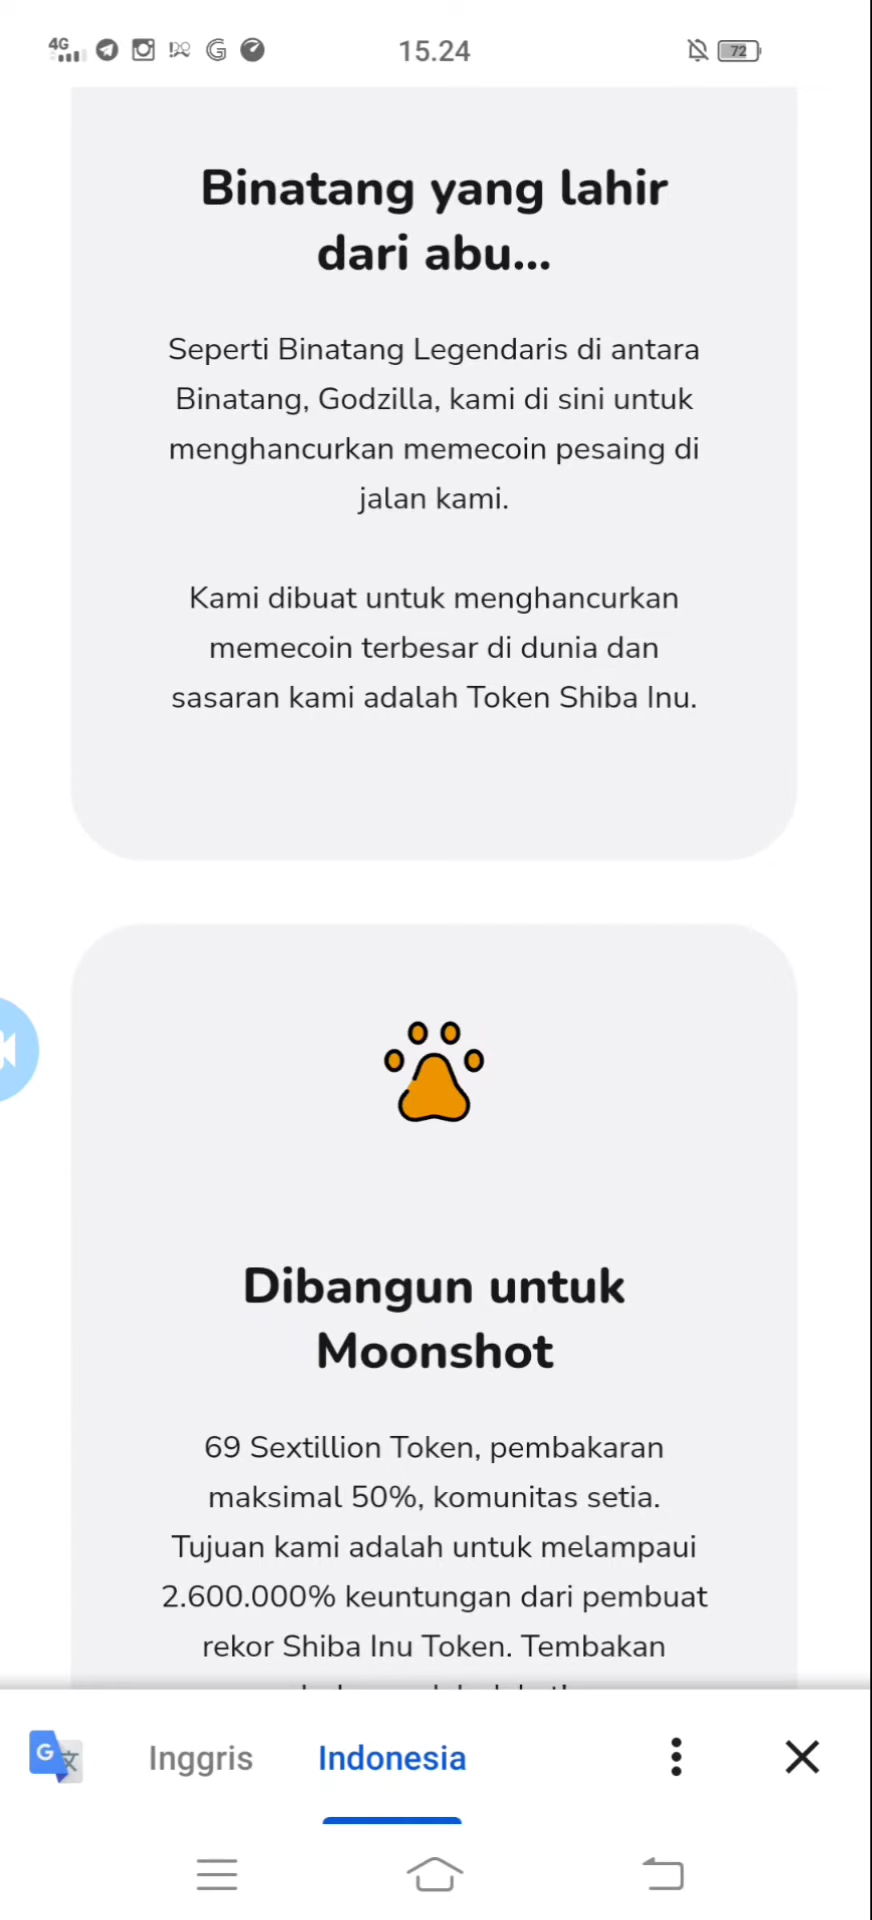 4G
15.24
72
Binatang yang lahir
dari abu...
Seperti Binatang Legendaris di antara
Binatang, Godzilla, kami di sini untuk
menghancurkan memecoin pesaing di
jalan kami.
Kami dibuat untuk menghancurkan
memecoin terbesar di dunia dan
sasaran kami adalah Token Shiba Inu.
Dibangun untuk
Moonshot
69 Sextillion Token, pembakaran
maksimal 50%, komunitas setia.
Tujuan kami adalah untuk melampaui
2.600.000% keuntungan dari pembuat
rekor Shiba Inu Token. Tembakan
Inggris
Indonesia